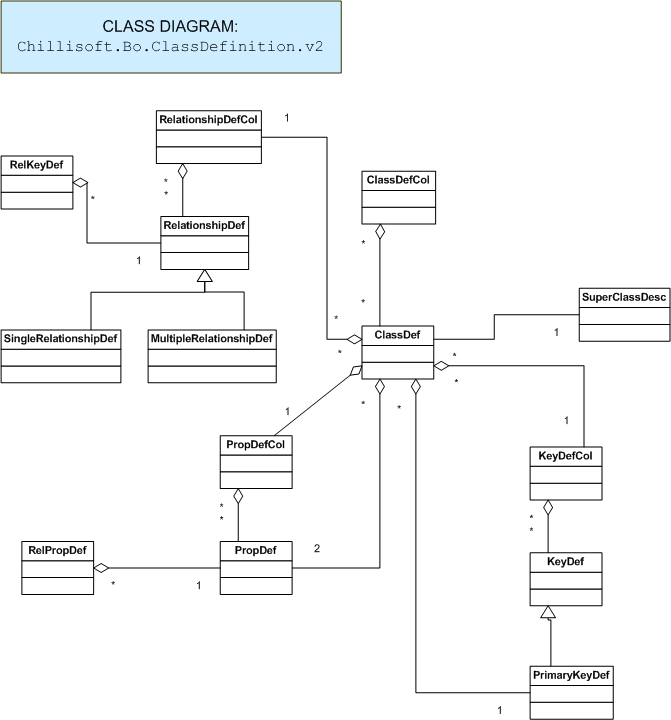 CLASS DIAGRAM:
Chillisoft.Bo.ClassDefinition.v2
RelationshipDefCol
1
RelKeyDef
*
*
*
ClassDefCol
*
RelationshipDef
1
*
SuperClassDesc
*
1
SingleRelationshipDef
MultipleRelationshipDef
ClassDef
*
*
*
1
*
*
1
PropDefCol
KeyDefCol
*
*
*
*
RelPropDef
PropDef
2
*
1
KeyDef
PrimaryKeyDef
1